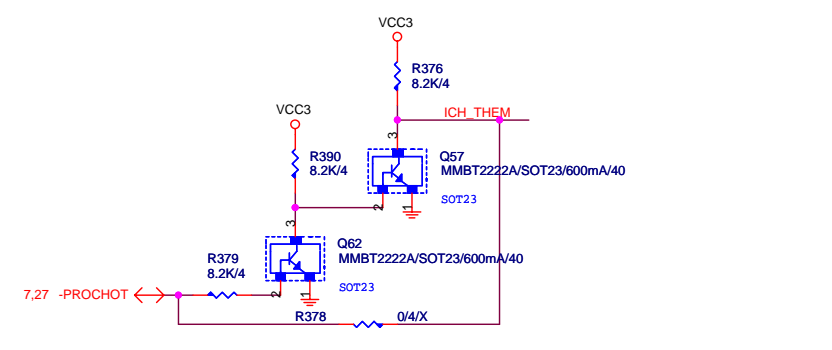 VCC3
R376
8.2K/4
ICH_THEM
VCC3
3
R390
8.2K/4
Q57
MMBT2222A/SOT23/600mA/40
2
1
SOT23
3
Q62
MMBT2222A/SOT23/600mA/40
R379
8.2K/4
2
1
SOT23
7,27 -PROCHOT
R378 0/4/X